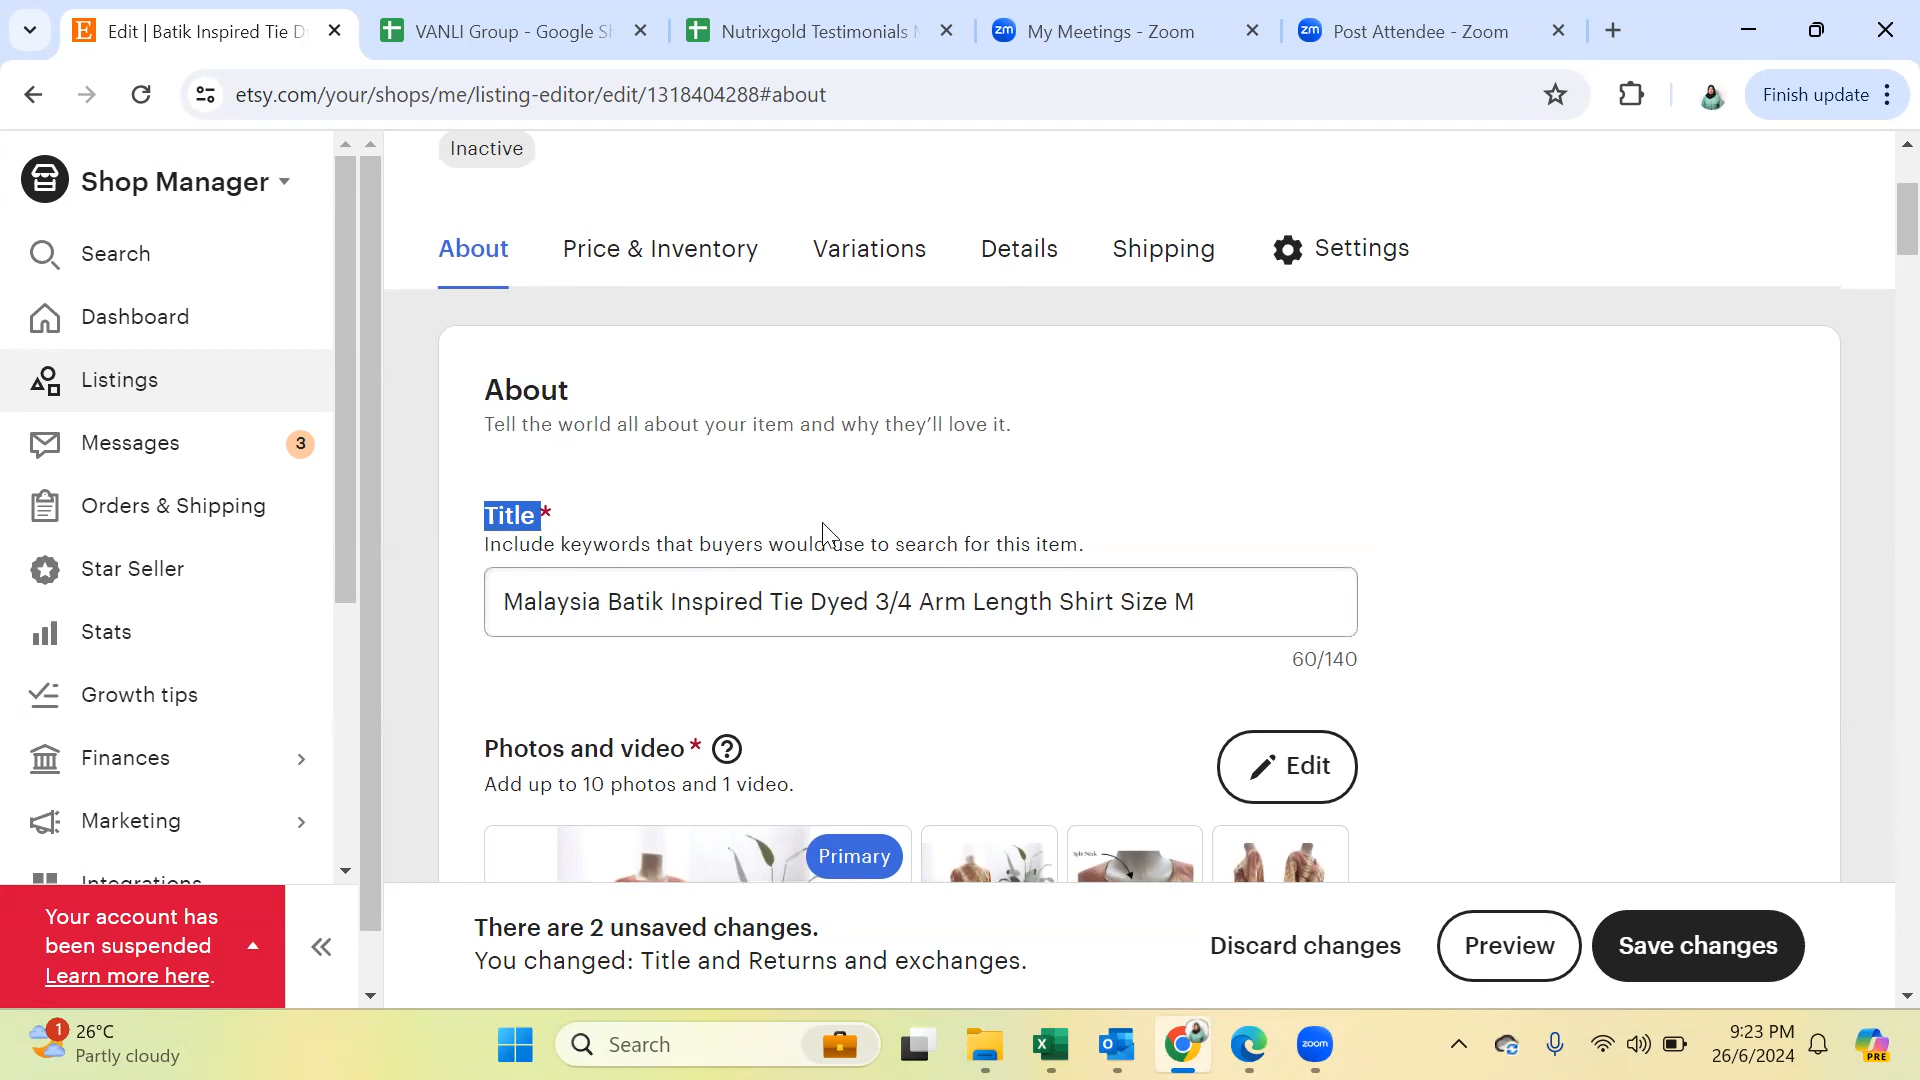 Edit | Batik Inspired Tie D
VANLI Group - Google Sh
Nutrixgold Testimonials
My Meetings - Zoom
Post Attendee - Zoom
etsy.com/your/shops/me/listing-editor/edit/1318404288#about
Finish update
Shop Manager
Search
Dashboard
Listings
Messages
3
Orders & Shipping
Star Seller
Stats
Growth tips
Finances
Marketing
Integrations
Your account has
been suspended
Learn more here.
Inactive
About
Price & Inventory
Variations
Details
Shipping
Settings
About
Tell the world all about your item and why they’ll love it.
Title *
Include keywords that buyers would use to search for this item.
Malaysia Batik Inspired Tie Dyed 3/4 Arm Length Shirt Size M
60/140
Photos and video *
Add up to 10 photos and 1 video.
Edit
Primary
Split Neck
There are 2 unsaved changes.
You changed: Title and Returns and exchanges.
Discard changes
Preview
Save changes
1
26°C
Partly cloudy
Search
zoom
9:23 PM
26/6/2024
PRE